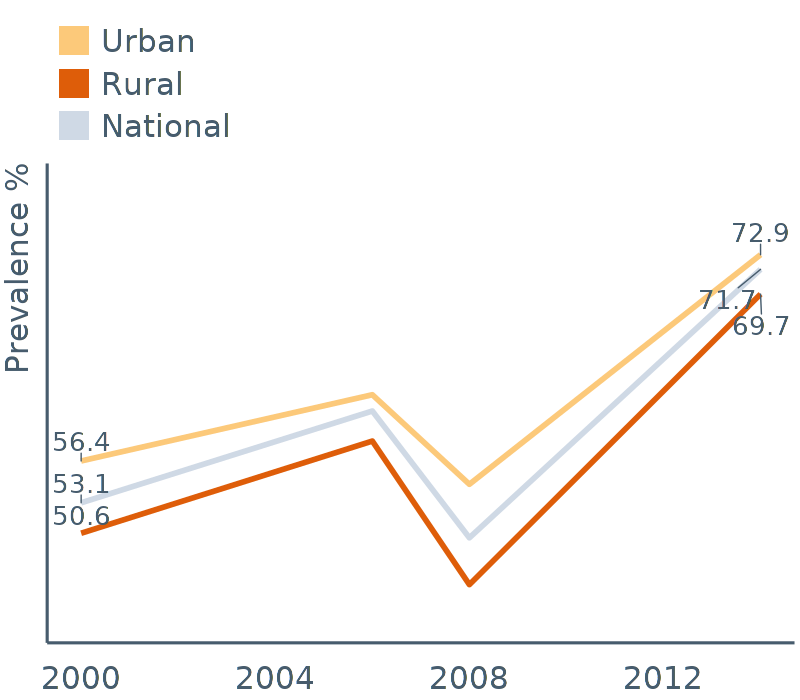 Urban
Rural
National
Prevalence %
72.9
71.7
69.7
56.4
53.1
50.6
2000 2004 2008 2012